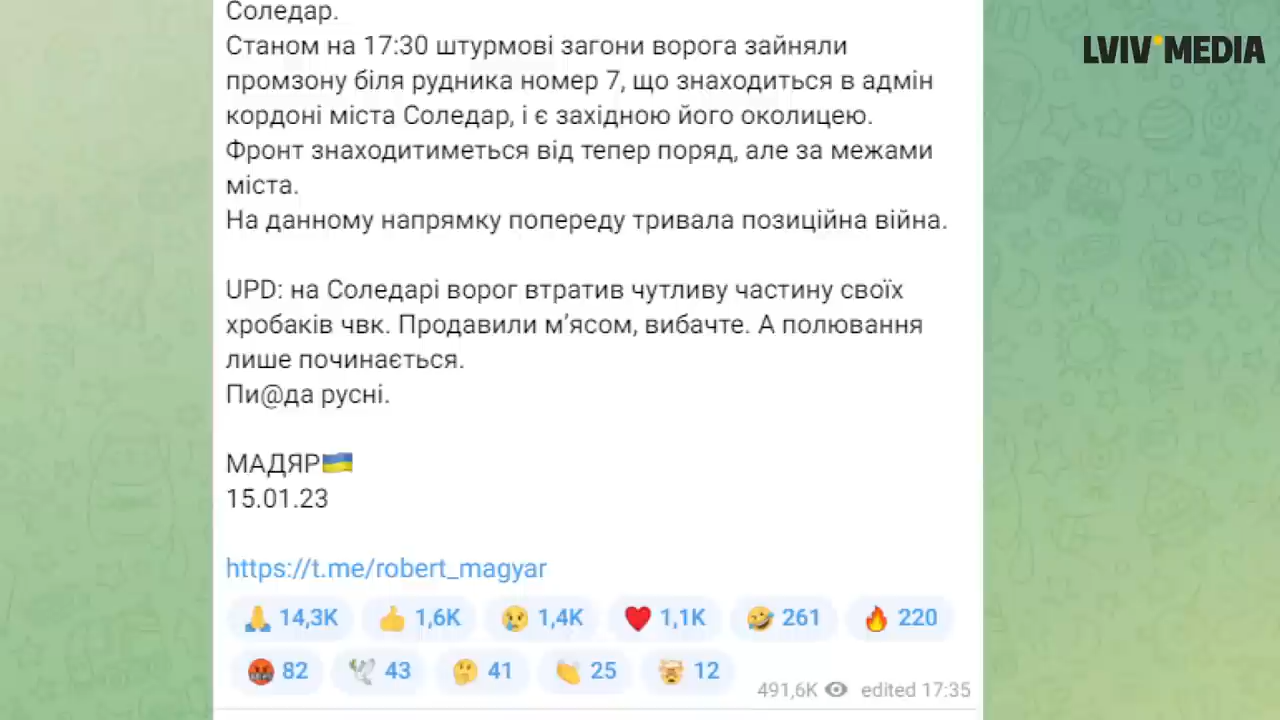 Соледар.
LVIV MEDIA
Станом на 17:30 штурмові загони ворога зайняли
промзону біля рудника номер 7, що знаходиться в адмін
кордоні міста Соледар, і є західною його околицею.
Фронт знаходитиметься від тепер поряд, але за межами
міста.
На данному напрямку попереду тривала позиційна війна.
UPD: на Соледарі ворог втратив чутливу частину своїх
хробаків чвк. Продавили м’ясом, вибачте. А полювання
лише починається.
Пи@да русні.
МАДЯР🇺🇦
15.01.23
https://t.me/robert_magyar
🙏 14,3K 👍 1,6K 😢 1,4K ❤️ 1,1K 🤣 261 🔥 220
🤬 82 🕊 43 🤔 41 👏 25 🤯 12
491,6K edited 17:35